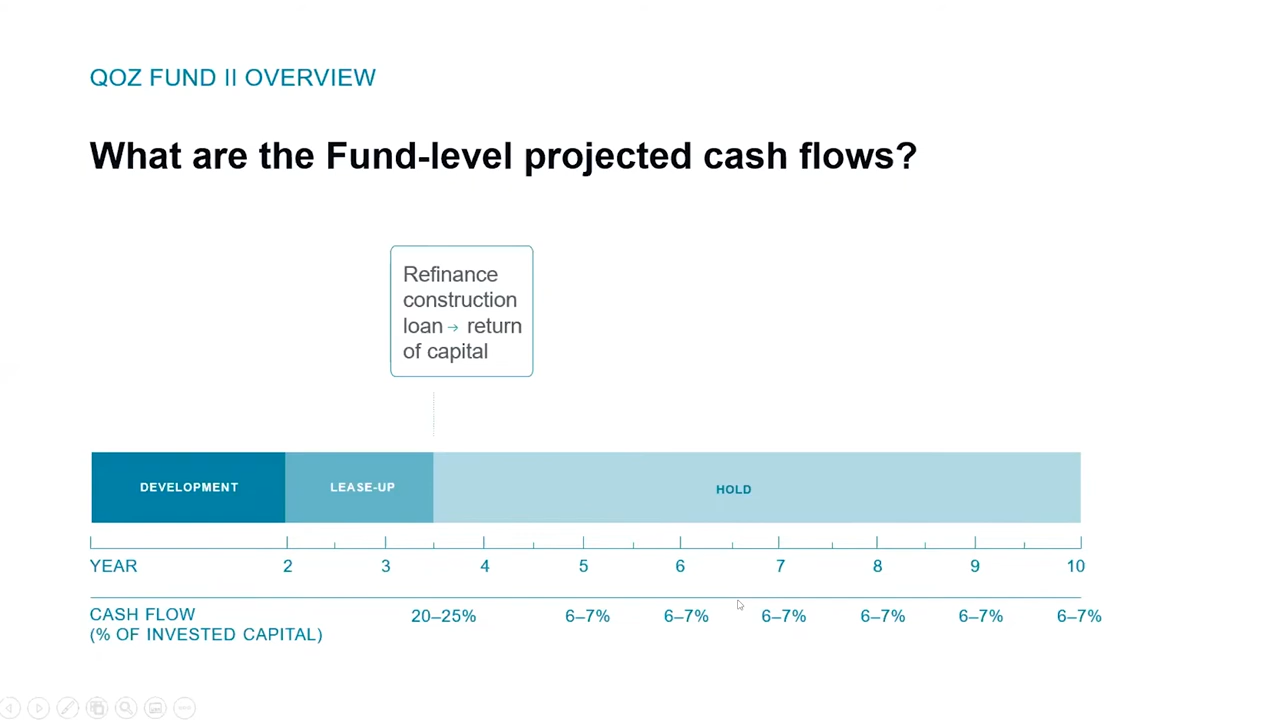 QOZ FUND II OVERVIEW
What are the Fund-level projected cash flows?
Refinance
construction
loan → return
of capital
DEVELOPMENT LEASE-UP HOLD
YEAR 2 3 4 5 6 7 8 9 10
CASH FLOW 20–25% 6–7% 6–7% 6–7% 6–7% 6–7% 6–7%
(% OF INVESTED CAPITAL)